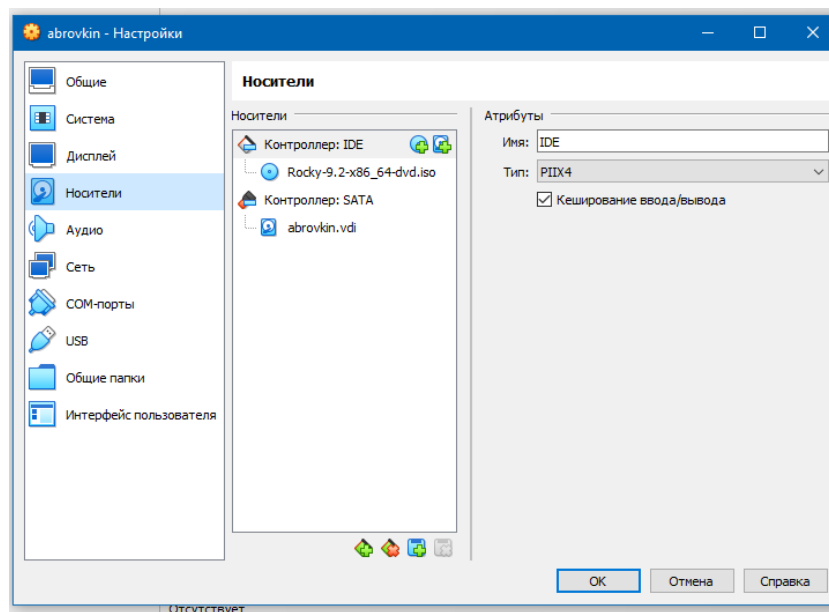 abrovkin - Настройки
Общие
Система
Дисплей
Носители
Аудио
Сеть
COM-порты
USB
Общие папки
Интерфейс пользователя
Носители
Носители
Контроллер: IDE
Rocky-9.2-x86_64-dvd.iso
Контроллер: SATA
abrovkin.vdi
Атрибуты
Имя: IDE
Тип: PIIX4
Кеширование ввода/вывода
OK Отмена Справка
Отсутствует